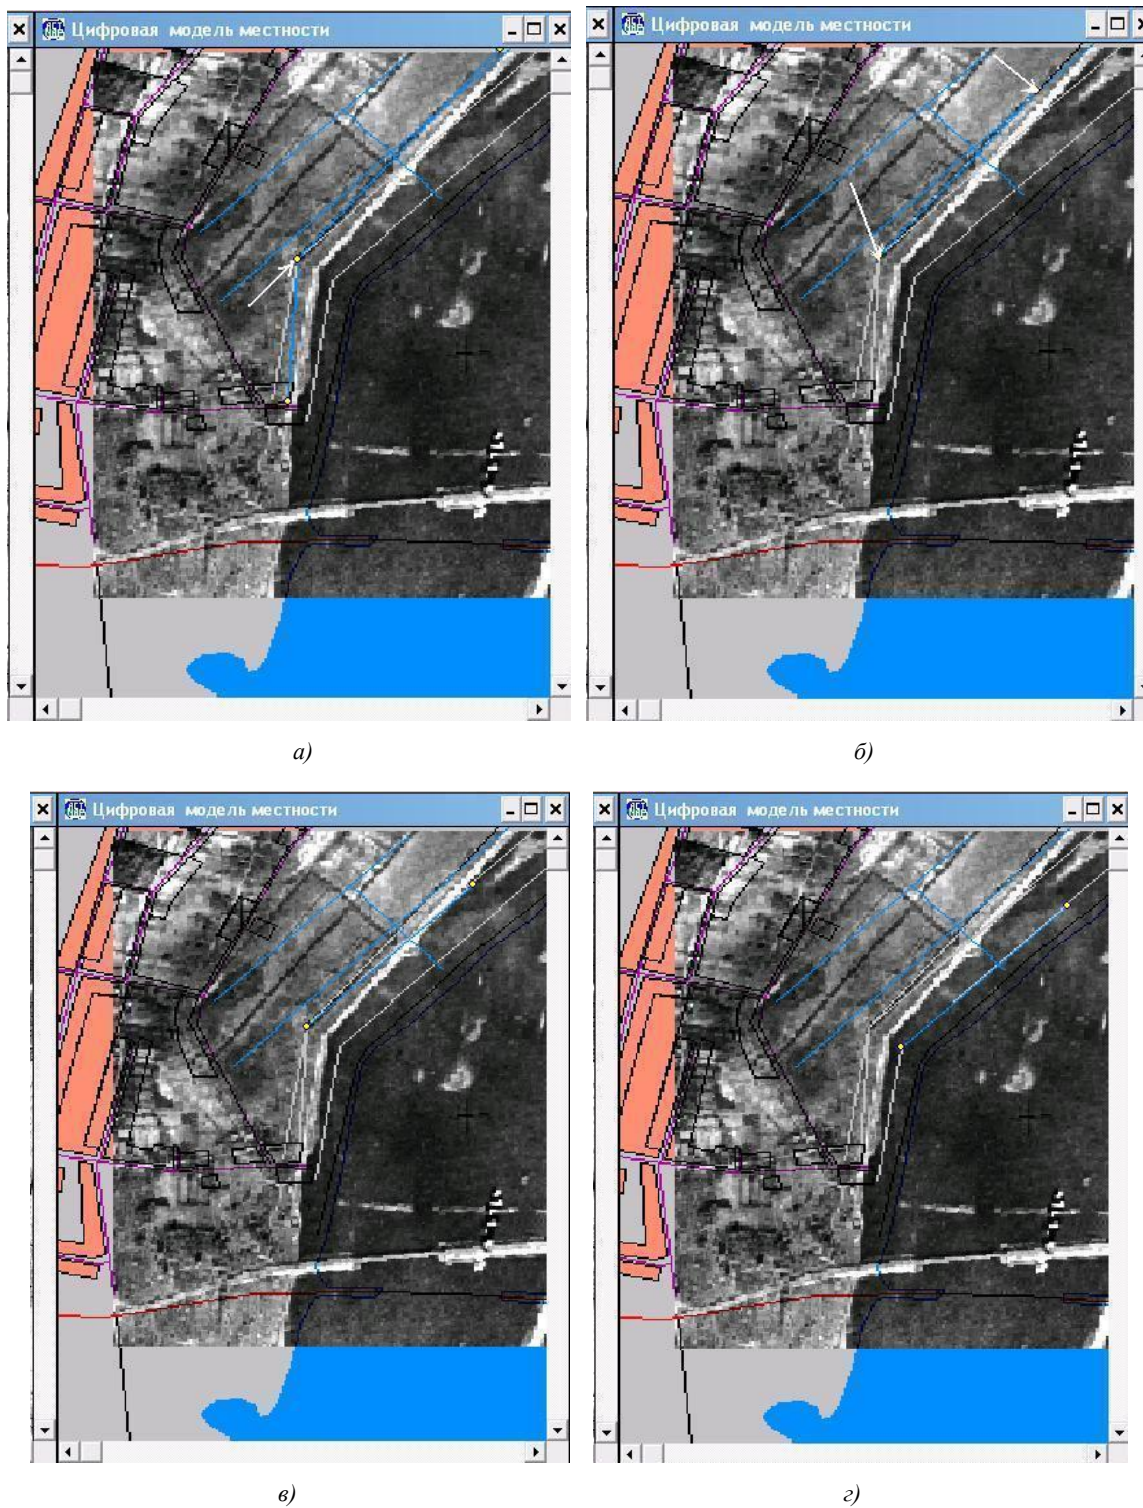 Цифровая модель местности
Цифровая модель местности
а)
б)
Цифровая модель местности
Цифровая модель местности
в)
г)